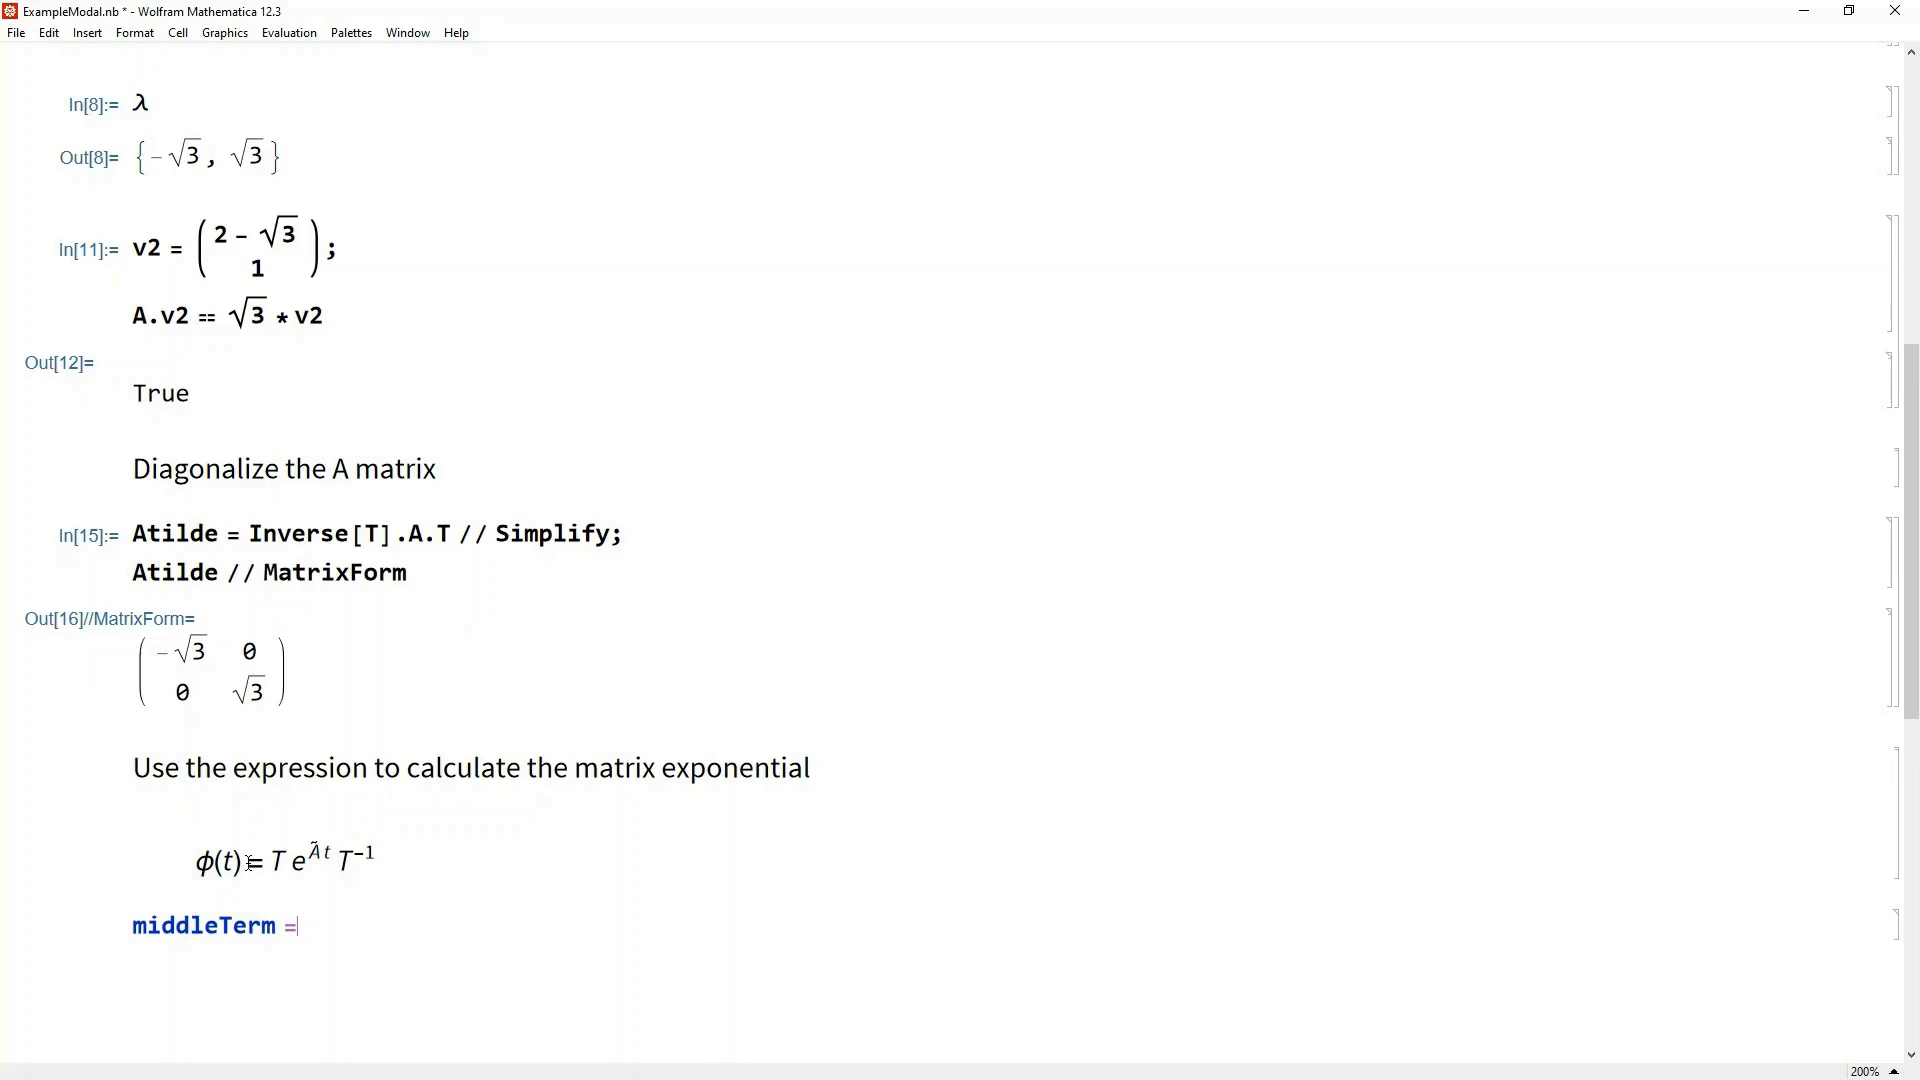 ExampleModal.nb * - Wolfram Mathematica 12.3
File Edit Insert Format Cell Graphics Evaluation Palettes Window Help
In[8]:= λ
Out[8]= {-√3, √3}
In[11]:= v2 = (2 - √3
1);
A.v2 == √3 * v2
Out[12]=
True
Diagonalize the A matrix
In[15]:= Atilde = Inverse[T].A.T // Simplify;
Atilde // MatrixForm
Out[16]//MatrixForm=
(-√3 0
0 √3)
Use the expression to calculate the matrix exponential
ϕ(t) = T e^Ãt T^-1
middleTerm =
200%